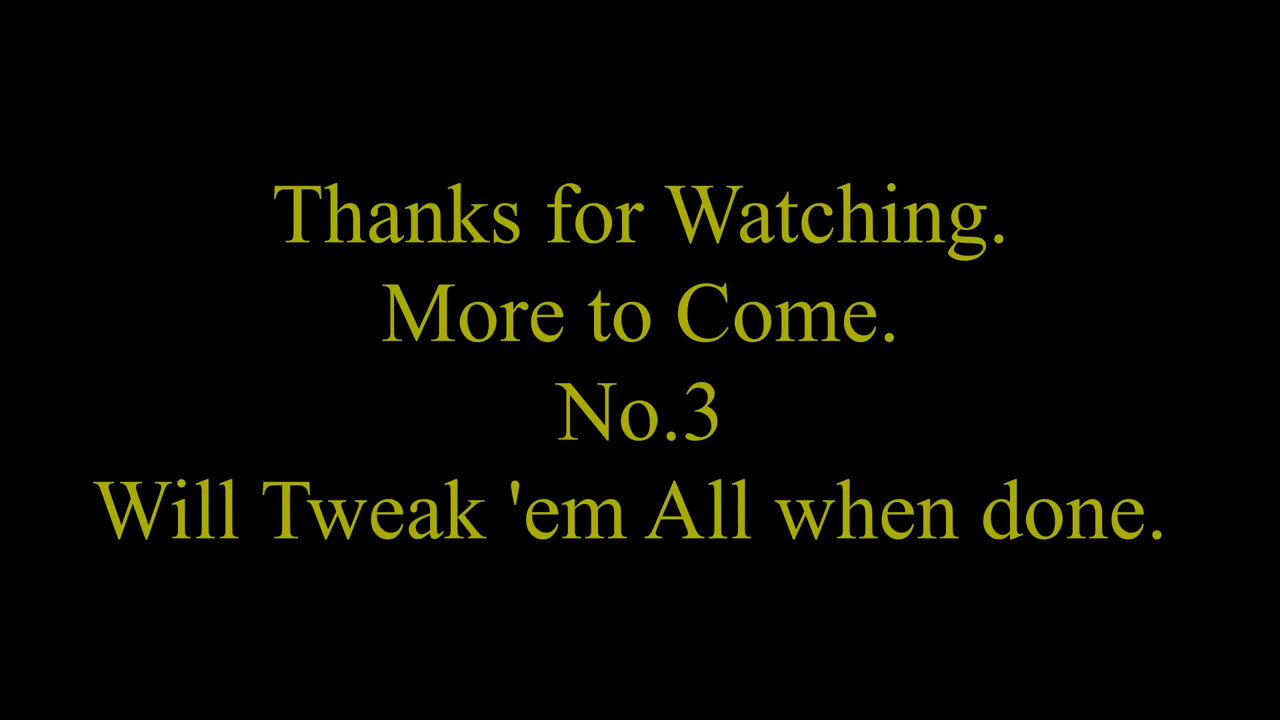 Thanks for Watching.
More to Come.
No.3
Will Tweak 'em All when done.